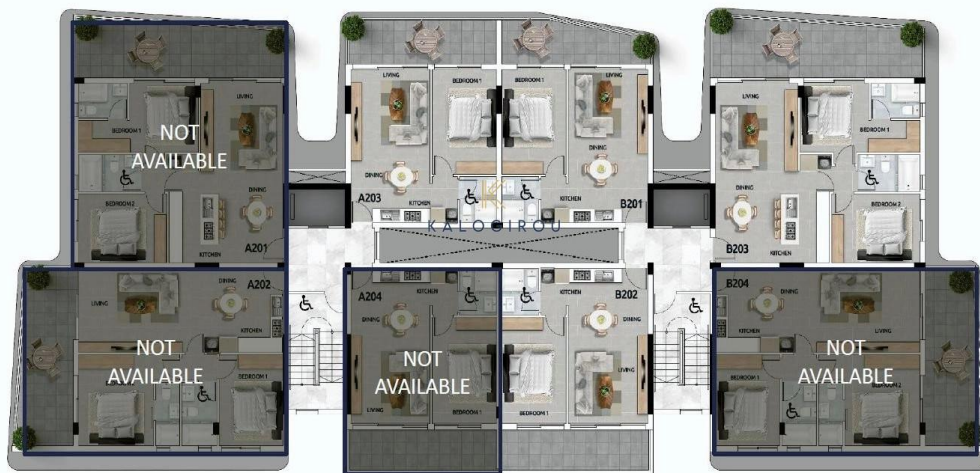 LIVING
BEDROOM 1
NOT
AVAILABLE
DINING
BEDROOM 2
KITCHEN
A201
LIVING
BEDROOM 1
DINING
A203
KITCHEN
BEDROOM 1
LIVING
DINING
KITCHEN
B201
LIVING
BEDROOM 1
DINING
KITCHEN
BEDROOM 2
B203
K
KALOGIROU
A202
DINING
LIVING
KITCHEN
NOT
AVAILABLE
BEDROOM 1
A204
KITCHEN
DINING
NOT
AVAILABLE
LIVING
BEDROOM 1
B202
KITCHEN
DINING
LIVING
BEDROOM 1
B204
DINING
KITCHEN
LIVING
NOT
AVAILABLE
BEDROOM 1
BEDROOM 2